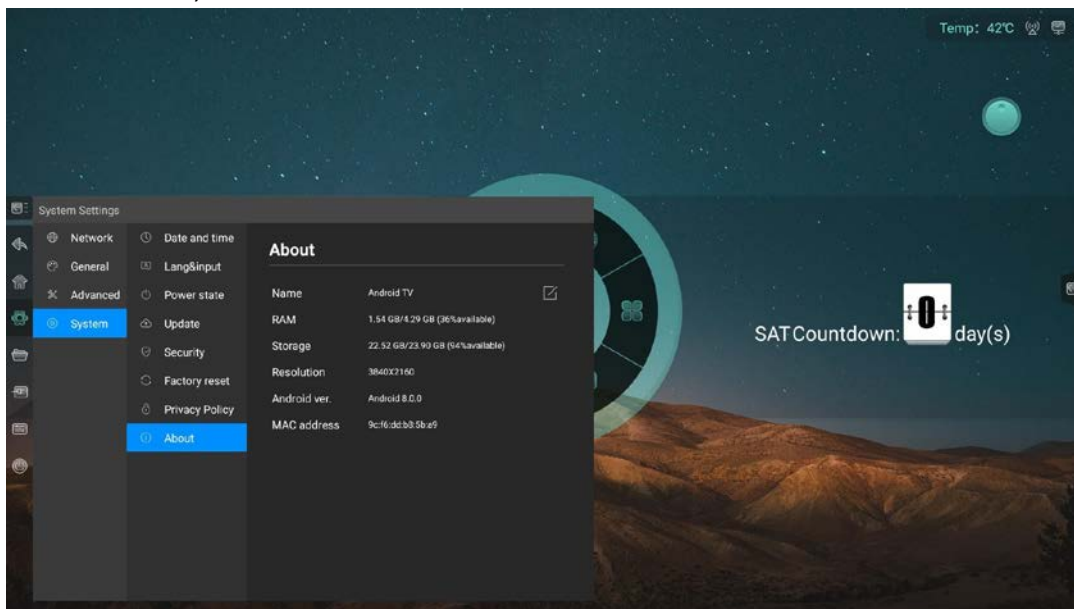 Temp: 42℃
System Settings
Network
General
Advanced
System
Date and time
Lang&input
Power state
Update
Security
Factory reset
Privacy Policy
About
About
Name Android TV
RAM 1.54 GB/4.29 GB (36%available)
Storage 22.52 GB/23.90 GB (94%available)
Resolution 3840X2160
Android ver. Android 8.0.0
MAC address 9c:f6:dd:b8:5b:e9
SAT Countdown: 0 day(s)